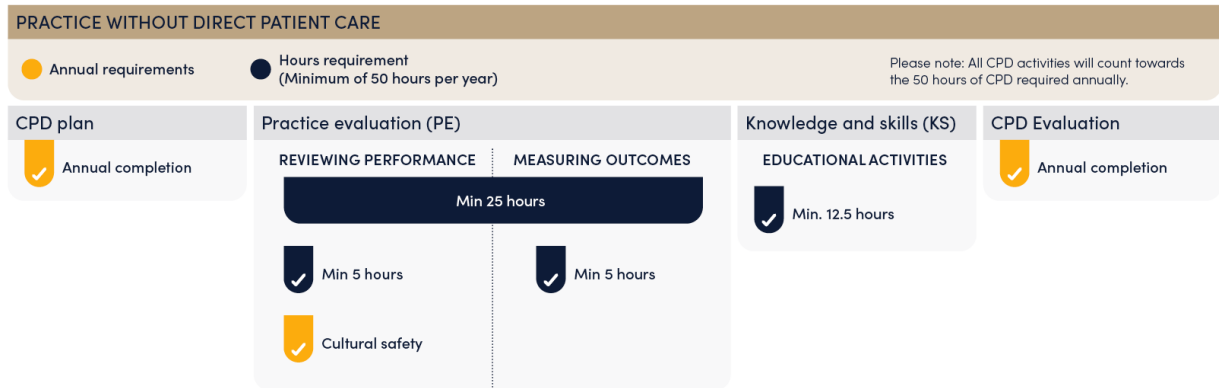 PRACTICE WITHOUT DIRECT PATIENT CARE
Annual requirements
Hours requirement
(Minimum of 50 hours per year)
Please note: All CPD activities will count towards
the 50 hours of CPD required annually.
CPD plan
Annual completion
Practice evaluation (PE)
REVIEWING PERFORMANCE
MEASURING OUTCOMES
Min 25 hours
Min 5 hours
Min 5 hours
Cultural safety
Knowledge and skills (KS)
EDUCATIONAL ACTIVITIES
Min. 12.5 hours
CPD Evaluation
Annual completion